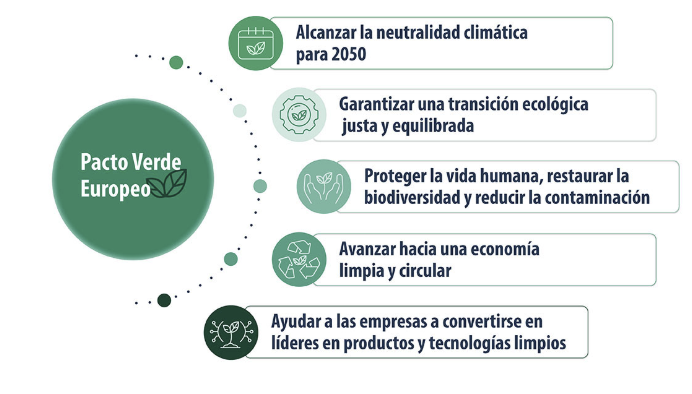 Pacto Verde
Europeo
Alcanzar la neutralidad climática
para 2050
Garantizar una transición ecológica
justa y equilibrada
Proteger la vida humana, restaurar la
biodiversidad y reducir la contaminación
Avanzar hacia una economía
limpia y circular
Ayudar a las empresas a convertirse en
líderes en productos y tecnologías limpios